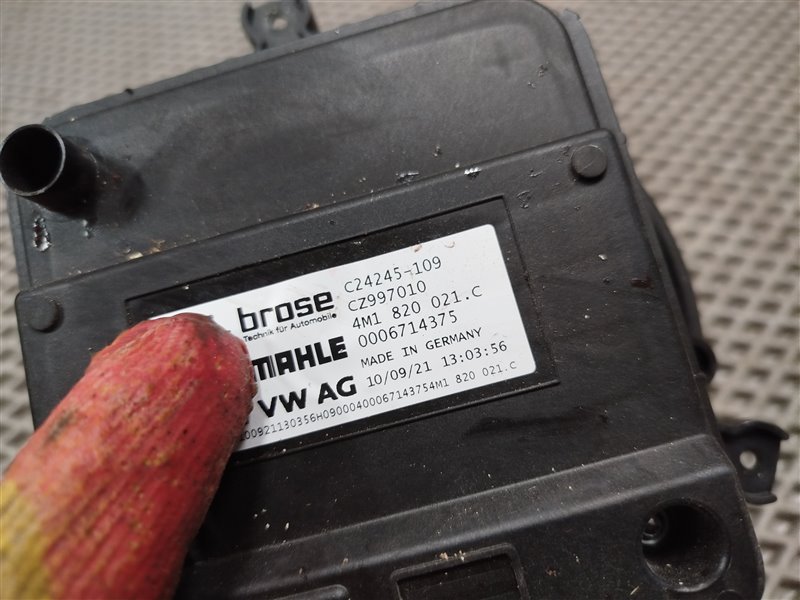 brose
Technik für Automobile
MAHLE
VW AG
C24245-109
CZ997010
4M1 820 021.C
0006714375
MADE IN GERMANY
10/09/21 13:03:56
100921130356H09000400067143754M1 820 021.C